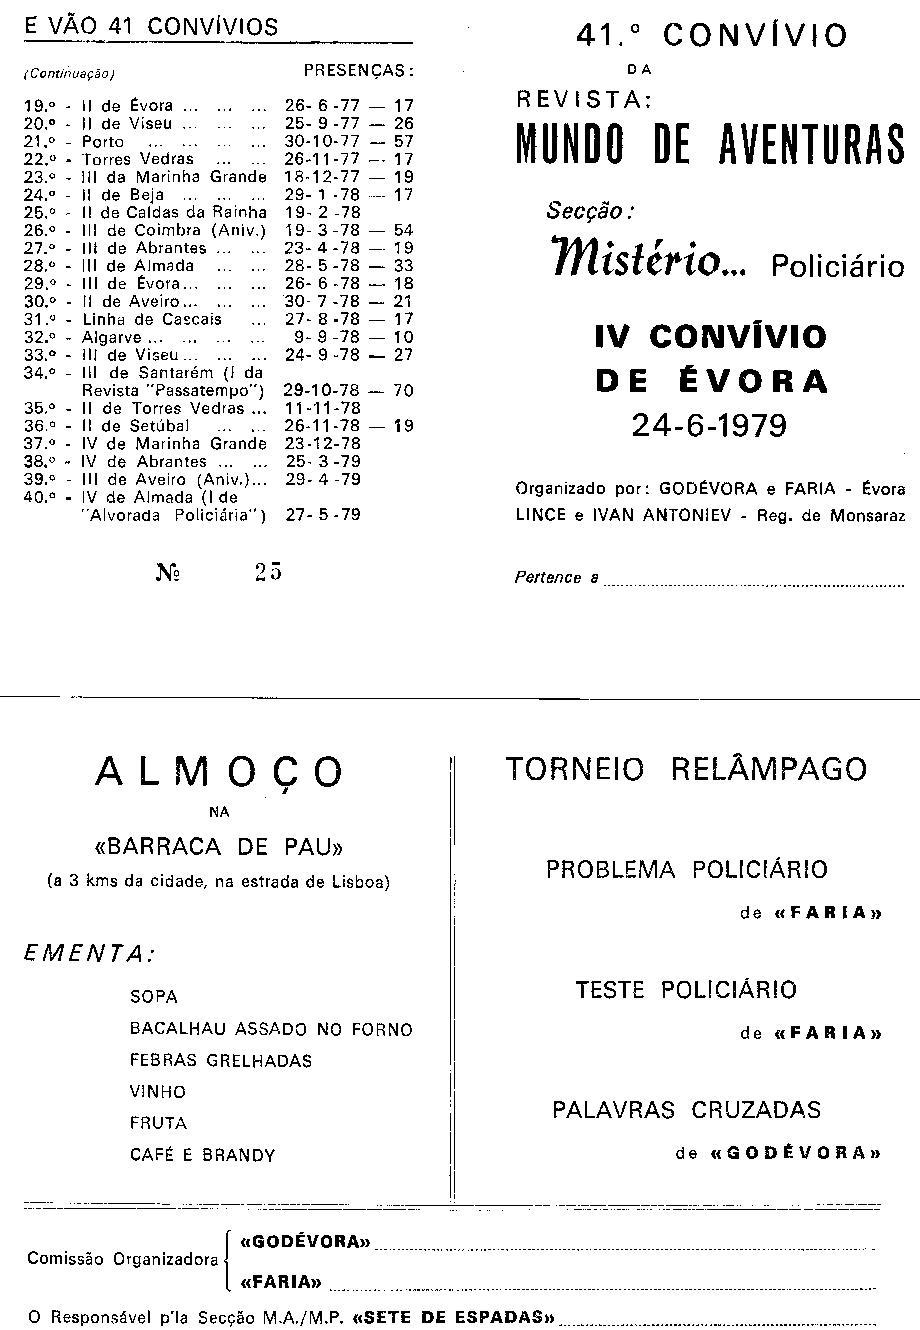 E VÃO 41 CONVÍVIOS
(Continuação) PRESENÇAS:
19.º - II de Évora ... ... ... 26- 6 -77 — 17
20.º - II de Viseu ... ... ... 25- 9 -77 — 26
21.º - Porto ... ... ... ... 30-10-77 — 57
22.º - Torres Vedras ... ... 26-11-77 — 17
23.º - III da Marinha Grande 18-12-77 — 19
24.º - II de Beja ... ... ... 29- 1 -78 — 17
25.º - II de Caldas da Rainha 19- 2 -78
26.º - III de Coimbra (Aniv.) 19- 3 -78 — 54
27.º - III de Abrantes ... ... 23- 4 -78 — 19
28.º - III de Almada ... ... 28- 5 -78 — 33
29.º - III de Évora... ... ... 26- 6 -78 — 18
30.º - II de Aveiro... ... ... 30- 7 -78 — 21
31.º - Linha de Cascais ... 27- 8 -78 — 17
32.º - Algarve ... ... ... ... 9- 9 -78 — 10
33.º - III de Viseu... ... ... 24- 9 -78 — 27
34.º - III de Santarém (I da
Revista "Passatempo") 29-10-78 — 70
35.º - II de Torres Vedras ... 11-11-78
36.º - II de Setúbal ... ... 26-11-78 — 19
37.º - IV de Marinha Grande 23-12-78
38.º - IV de Abrantes ... ... 25- 3 -79
39.º - III de Aveiro (Aniv.)... 29- 4 -79
40.º - IV de Almada (I de
"Alvorada Policiária") 27- 5 -79
Nº 25
41.º CONVÍVIO
DA
REVISTA:
MUNDO DE AVENTURAS
Secção:
Mistério... Policiário
IV CONVÍVIO
DE ÉVORA
24-6-1979
Organizado por: GODÉVORA e FARIA - Évora
LINCE e IVAN ANTONIEV - Reg. de Monsaraz
Pertence a
ALMOÇO
NA
«BARRACA DE PAU»
(a 3 kms da cidade, na estrada de Lisboa)
EMENTA:
SOPA
BACALHAU ASSADO NO FORNO
FEBRAS GRELHADAS
VINHO
FRUTA
CAFÉ E BRANDY
TORNEIO RELÂMPAGO
PROBLEMA POLICIÁRIO
de «FARIA»
TESTE POLICIÁRIO
de «FARIA»
PALAVRAS CRUZADAS
de «GODÉVORA»
Comissão Organizadora
«GODÉVORA»
«FARIA»
O Responsável p'la Secção M.A./M.P. «SETE DE ESPADAS»